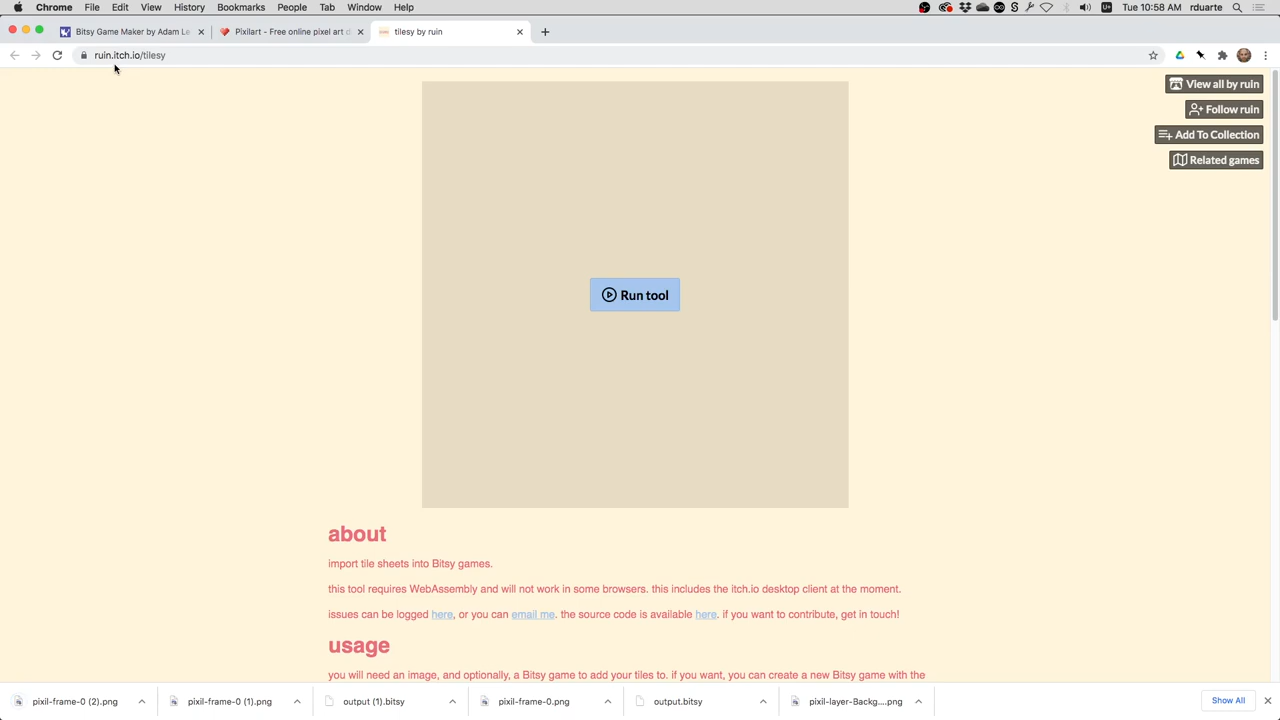 Chrome File Edit View History Bookmarks People Tab Window Help Tue 10:58 AM rduarte
Bitsy Game Maker by Adam Le Pixilart - Free online pixel art d tilesy by ruin
ruin.itch.io/tilesy
View all by ruin
Follow ruin
Add To Collection
Related games
Run tool
about
import tile sheets into Bitsy games.
this tool requires WebAssembly and will not work in some browsers. this includes the itch.io desktop client at the moment.
issues can be logged here, or you can email me. the source code is available here. if you want to contribute, get in touch!
usage
you will need an image, and optionally, a Bitsy game to add your tiles to. if you want, you can create a new Bitsy game with the
pixil-frame-0 (2).png pixil-frame-0 (1).png output (1).bitsy pixil-frame-0.png output.bitsy pixil-layer-Backg....png Show All